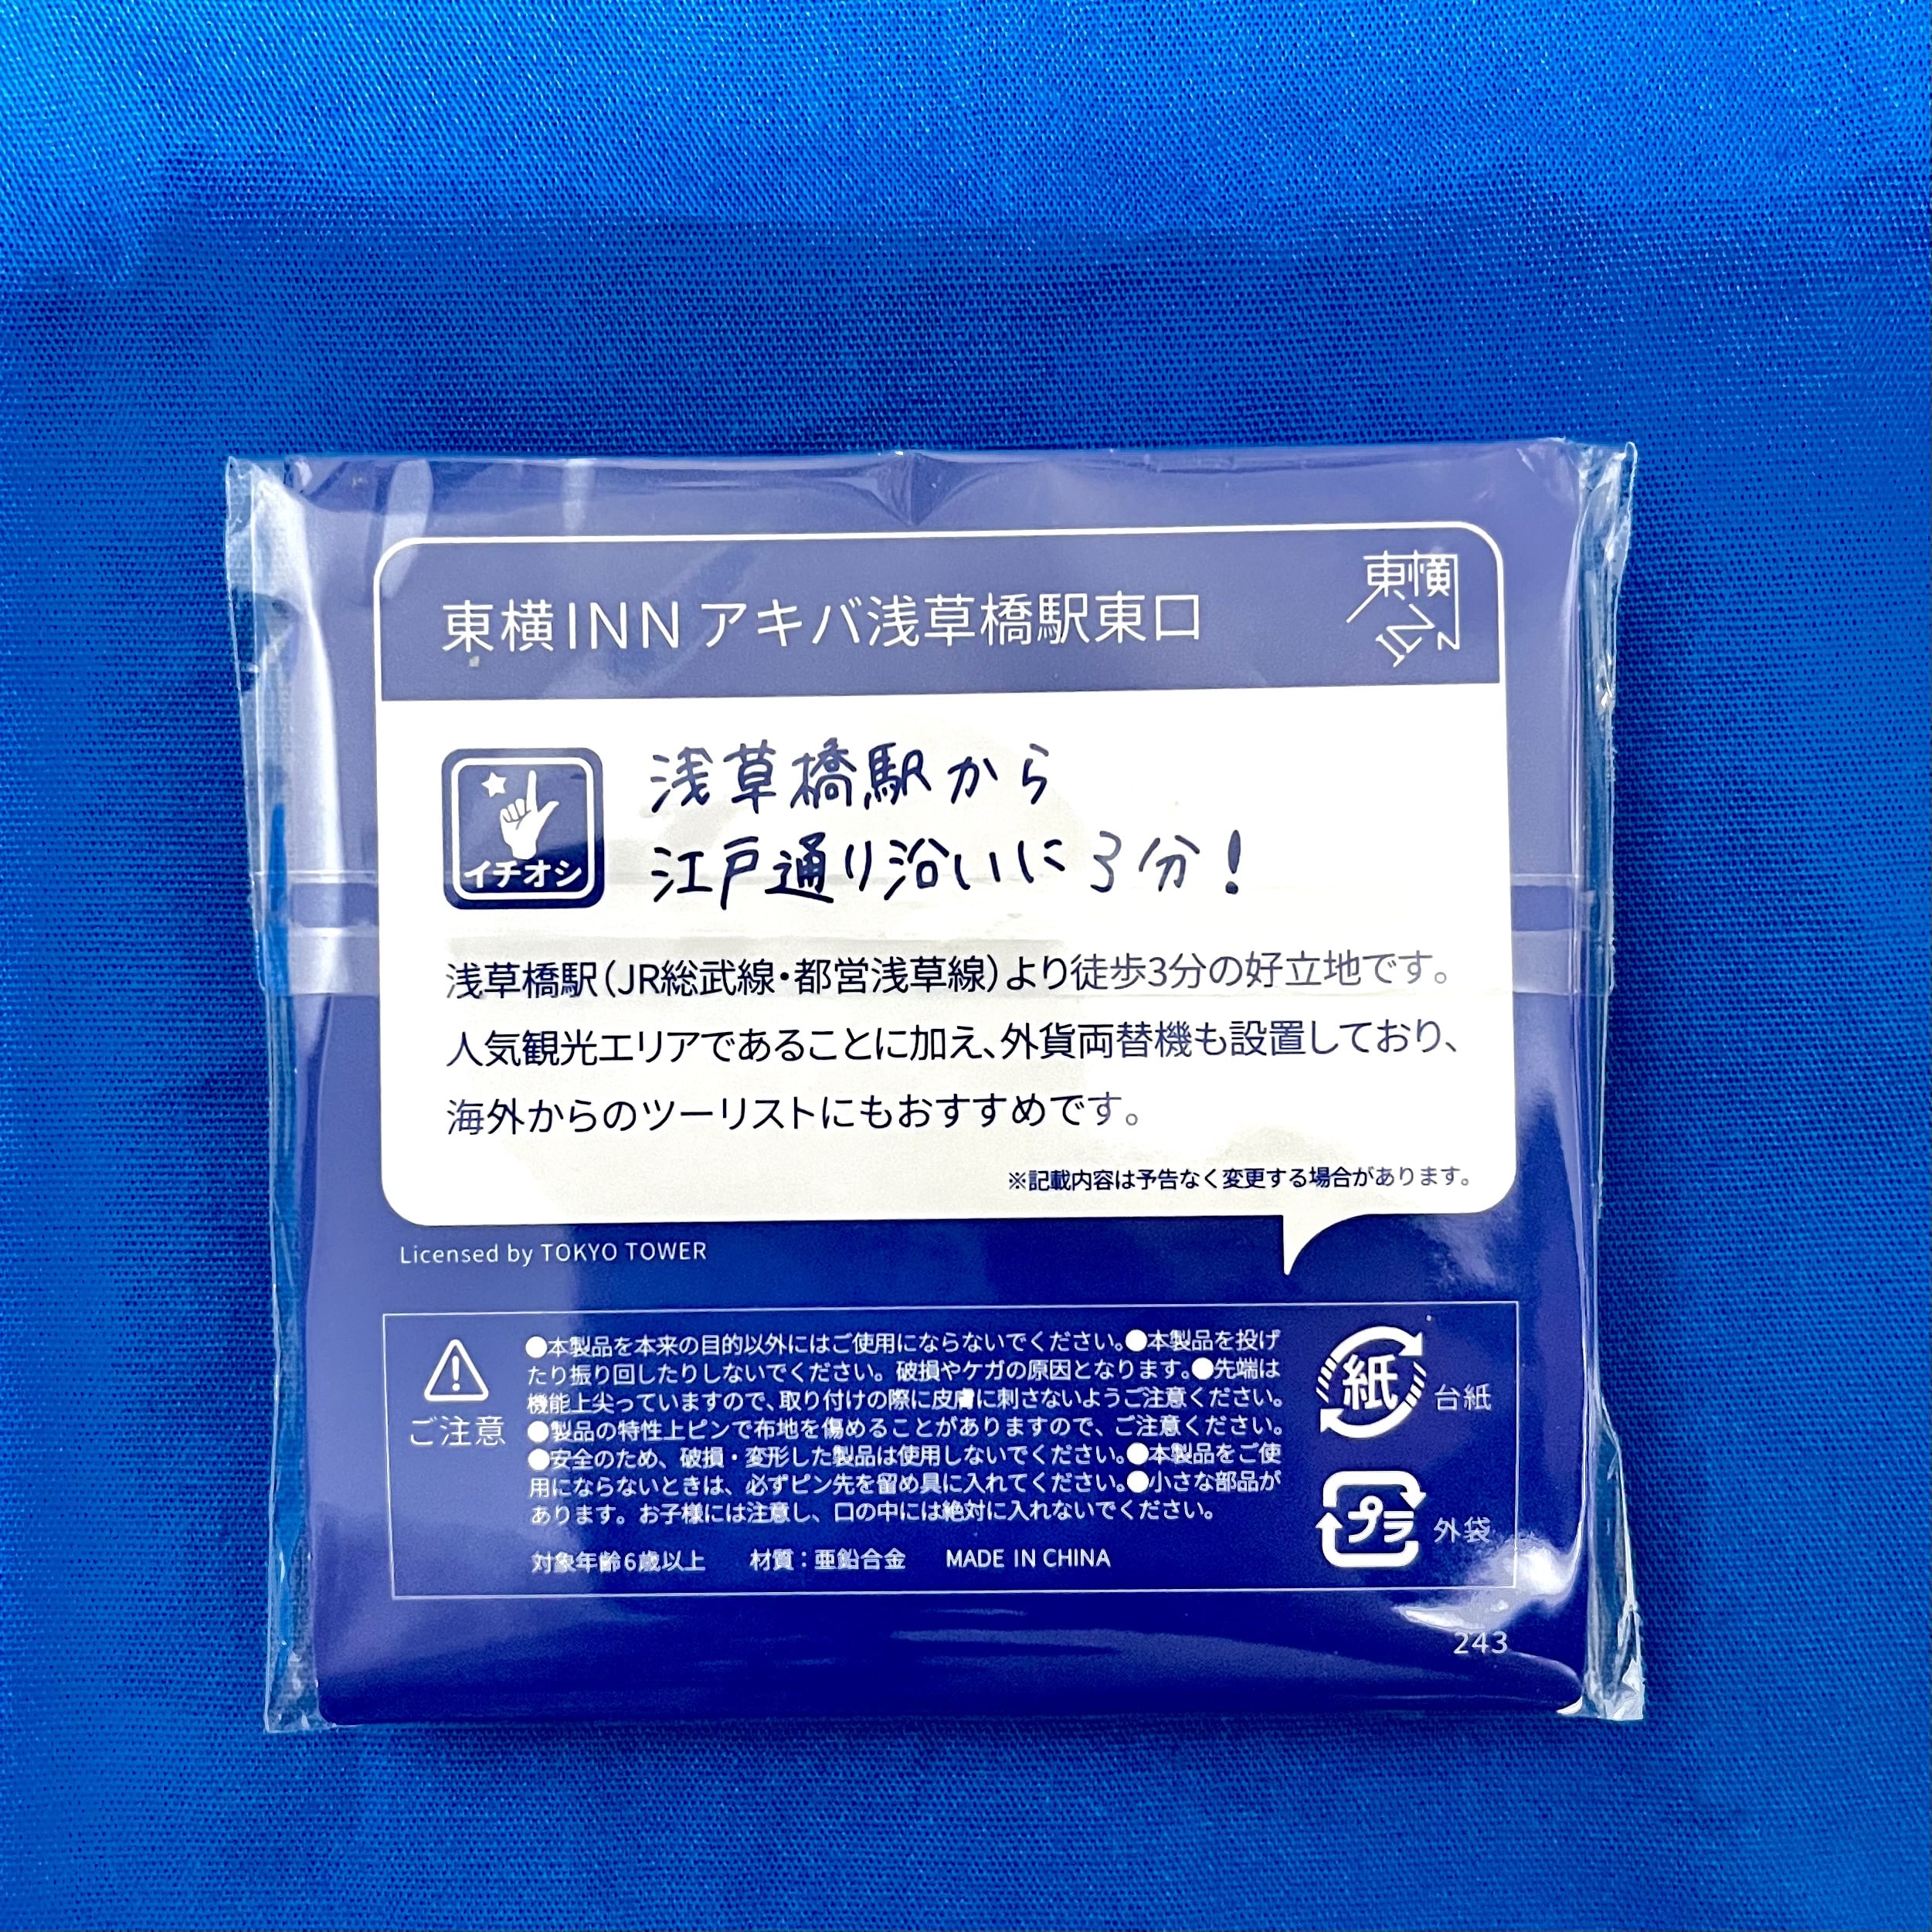 東横INN アキバ浅草橋駅東口
東横
INN
イチオシ
浅草橋駅から
江戸通り沿いに3分!
浅草橋駅(JR総武線・都営浅草線)より徒歩3分の好立地です。
人気観光エリアであることに加え、外貨両替機も設置しており、
海外からのツーリストにもおすすめです。
※記載内容は予告なく変更する場合があります。
Licensed by TOKYO TOWER
ご注意
●本製品を本来の目的以外にはご使用にならないでください。●本製品を投げ
たり振り回したりしないでください。破損やケガの原因となります。●先端は
機能上尖っていますので、取り付けの際に皮膚に刺さないようご注意ください。
●製品の特性上ピンで布地を傷めることがありますので、ご注意ください。
●安全のため、破損・変形した製品は使用しないでください。●本製品をご使
用にならないときは、必ずピン先を留め具に入れてください。●小さな部品が
あります。お子様には注意し、口の中には絶対に入れないでください。
対象年齢6歳以上 材質:亜鉛合金 MADE IN CHINA
紙 台紙
プラ 外袋
243